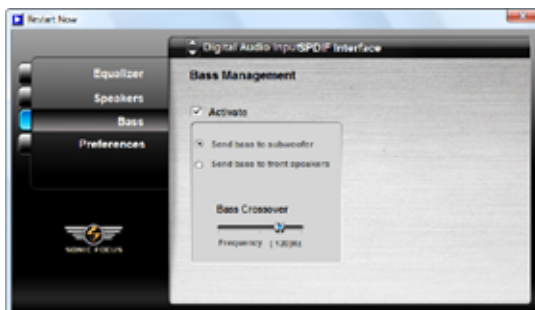 Restart Now
Digital Audio Input SPDIF Interface
Equalizer
Speakers
Bass
Preferences
Bass Management
Activate
Send bass to subwoofer
Send bass to front speakers
Bass Crossover
Frequency
SONIC FOCUS